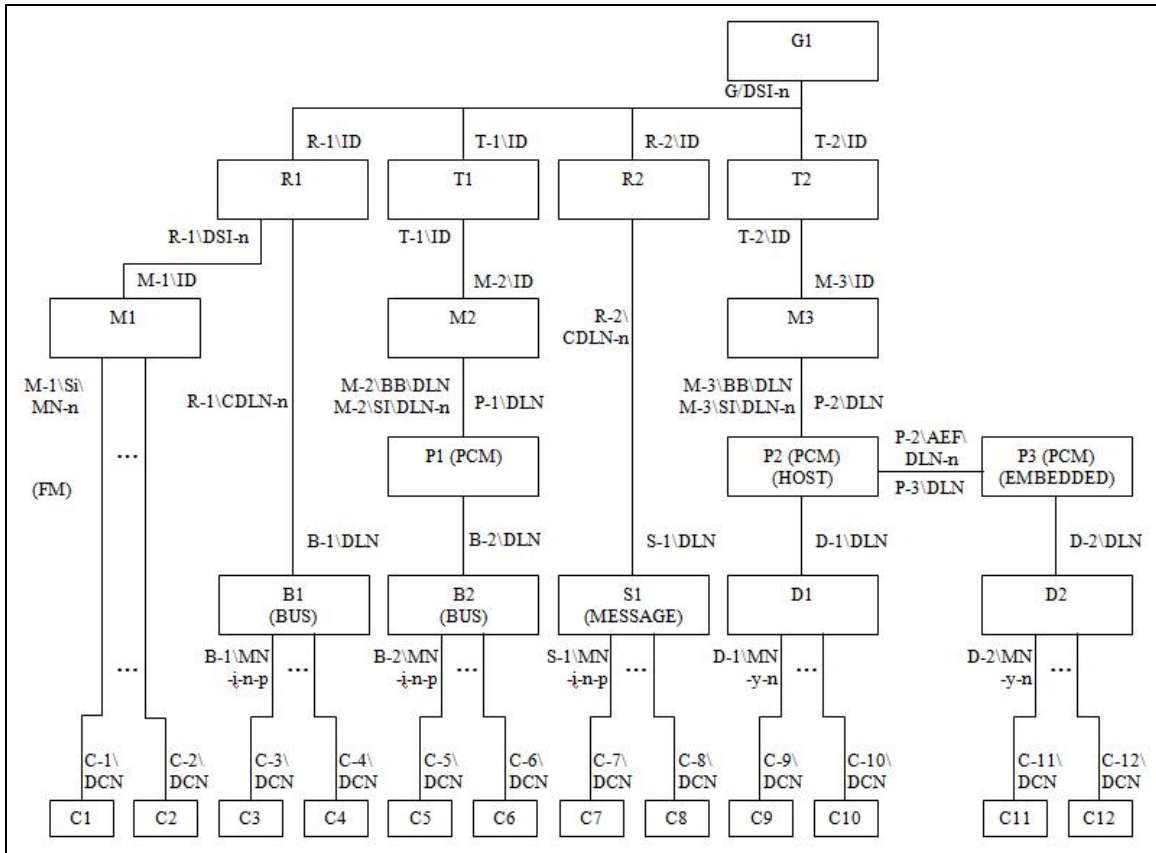 G1
G/DSI-n
R-1\ID
T-1\ID
R-2\ID
T-2\ID
R1
T1
R2
T2
R-1\DSI-n
T-1\ID
T-2\ID
M-1\ID
M-2\ID
M-3\ID
M1
M2
R-2\
CDLN-n
M3
M-1\Si\
MN-n
R-1\CDLN-n
M-2\BB\DLN
M-2\SI\DLN-n
P-1\DLN
M-3\BB\DLN
M-3\SI\DLN-n
P-2\DLN
...
(FM)
P1 (PCM)
P2 (PCM)
(HOST)
P-2\AEF\
DLN-n
P-3\DLN
P3 (PCM)
(EMBEDDED)
B-1\DLN
B-2\DLN
S-1\DLN
D-1\DLN
D-2\DLN
B1
(BUS)
B2
(BUS)
S1
(MESSAGE)
D1
D2
...
B-1\MN
-i-n-p
...
B-2\MN
-i-n-p
...
S-1\MN
-i-n-p
...
D-1\MN
-y-n
...
D-2\MN
-y-n
...
C-1\
DCN
C-2\
DCN
C-3\
DCN
C-4\
DCN
C-5\
DCN
C-6\
DCN
C-7\
DCN
C-8\
DCN
C-9\
DCN
C-10\
DCN
C-11\
DCN
C-12\
DCN
C1
C2
C3
C4
C5
C6
C7
C8
C9
C10
C11
C12